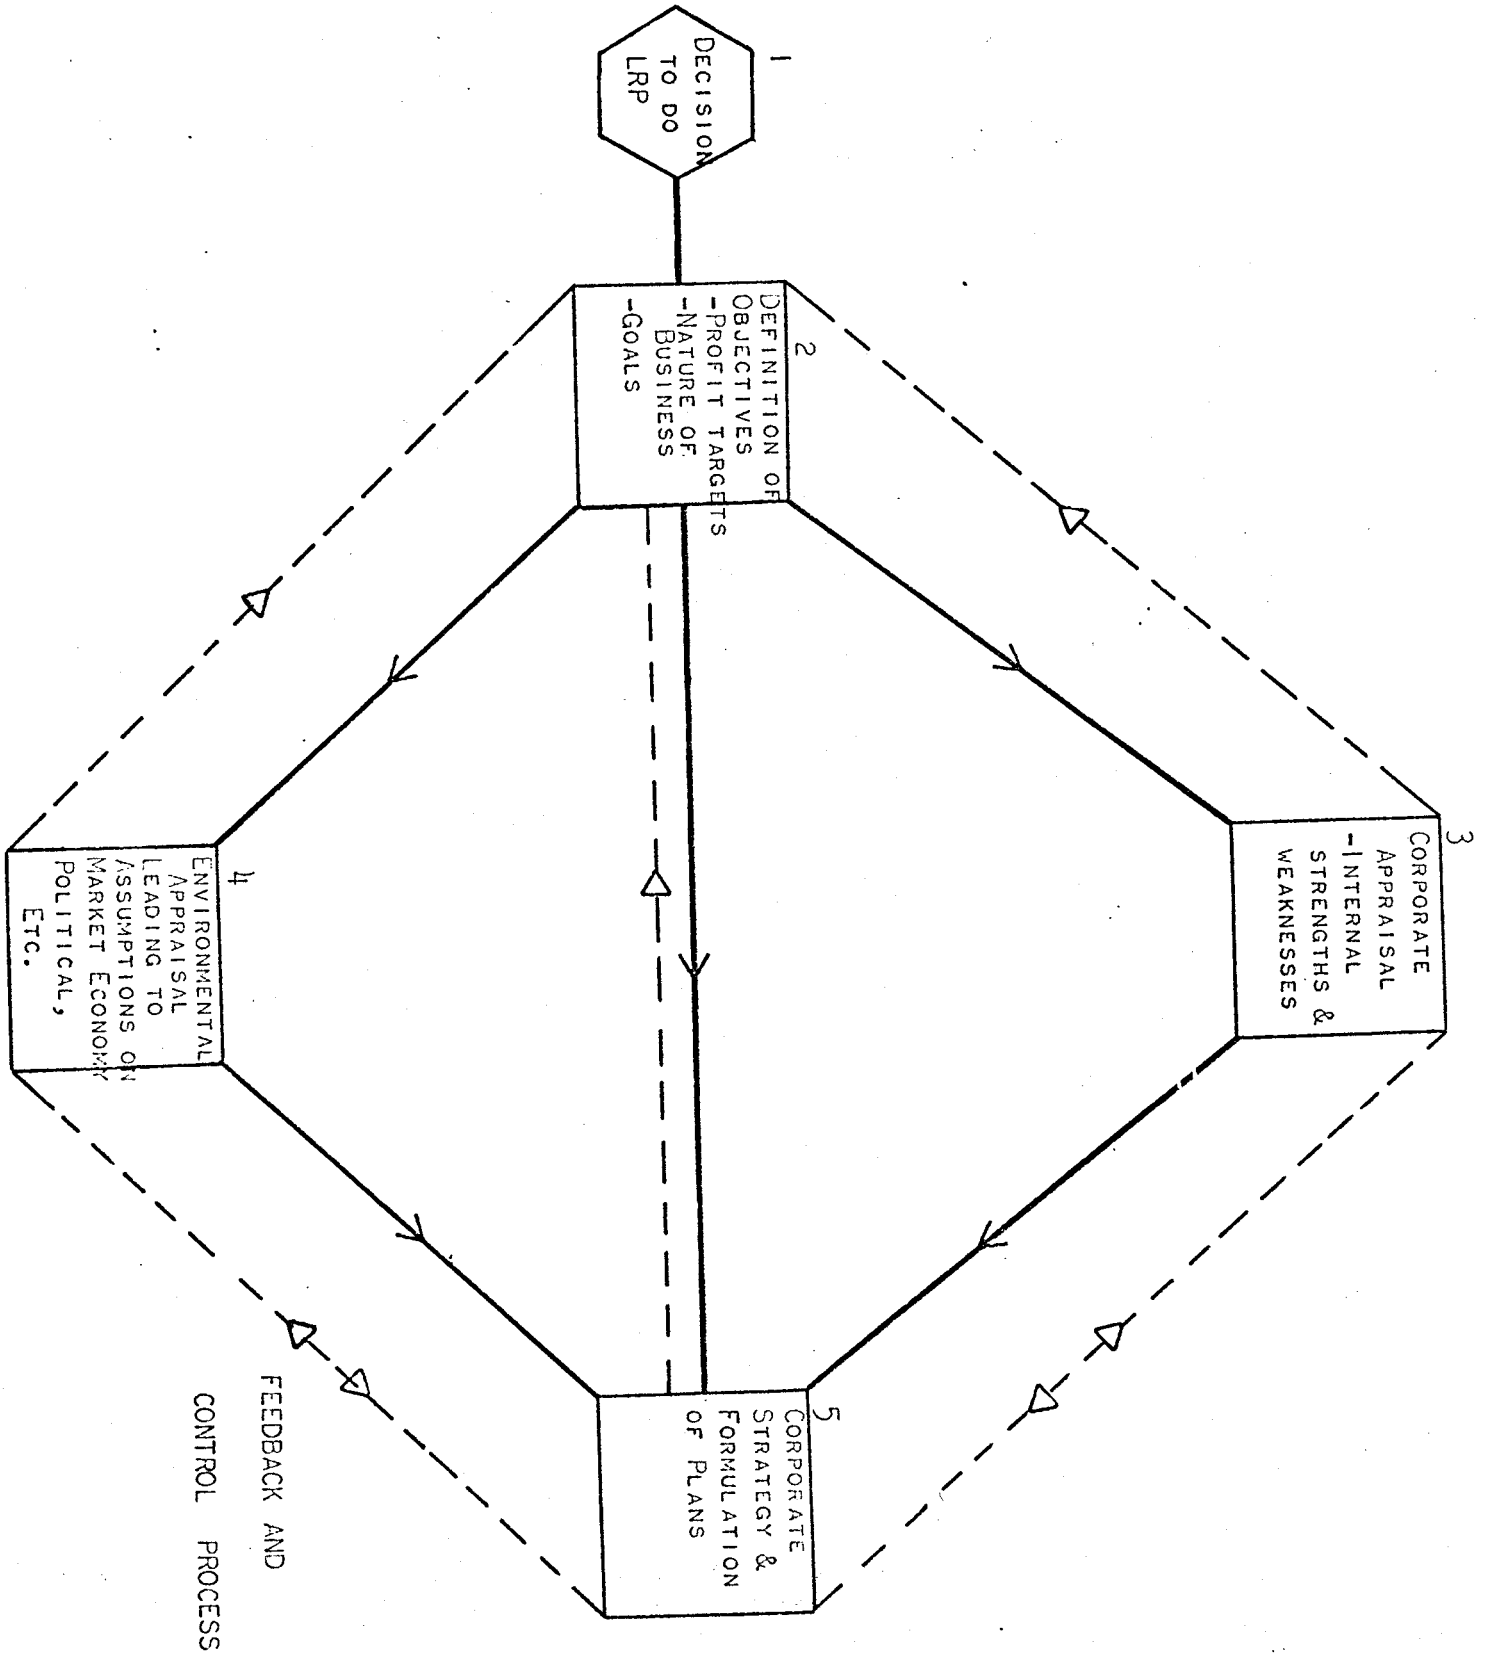 1
DECISION
TO DO
LRP
2
DEFINITION OF
OBJECTIVES
-PROFIT TARGETS
-NATURE OF
BUSINESS
-GOALS
3
CORPORATE
APPRAISAL
-INTERNAL
STRENGTHS &
WEAKNESSES
4
ENVIRONMENTAL
APPRAISAL
LEADING TO
ASSUMPTIONS ON
MARKET ECONOMY
POLITICAL,
ETC.
5
CORPORATE
STRATEGY &
FORMULATION
OF PLANS
FEEDBACK AND
CONTROL PROCESS